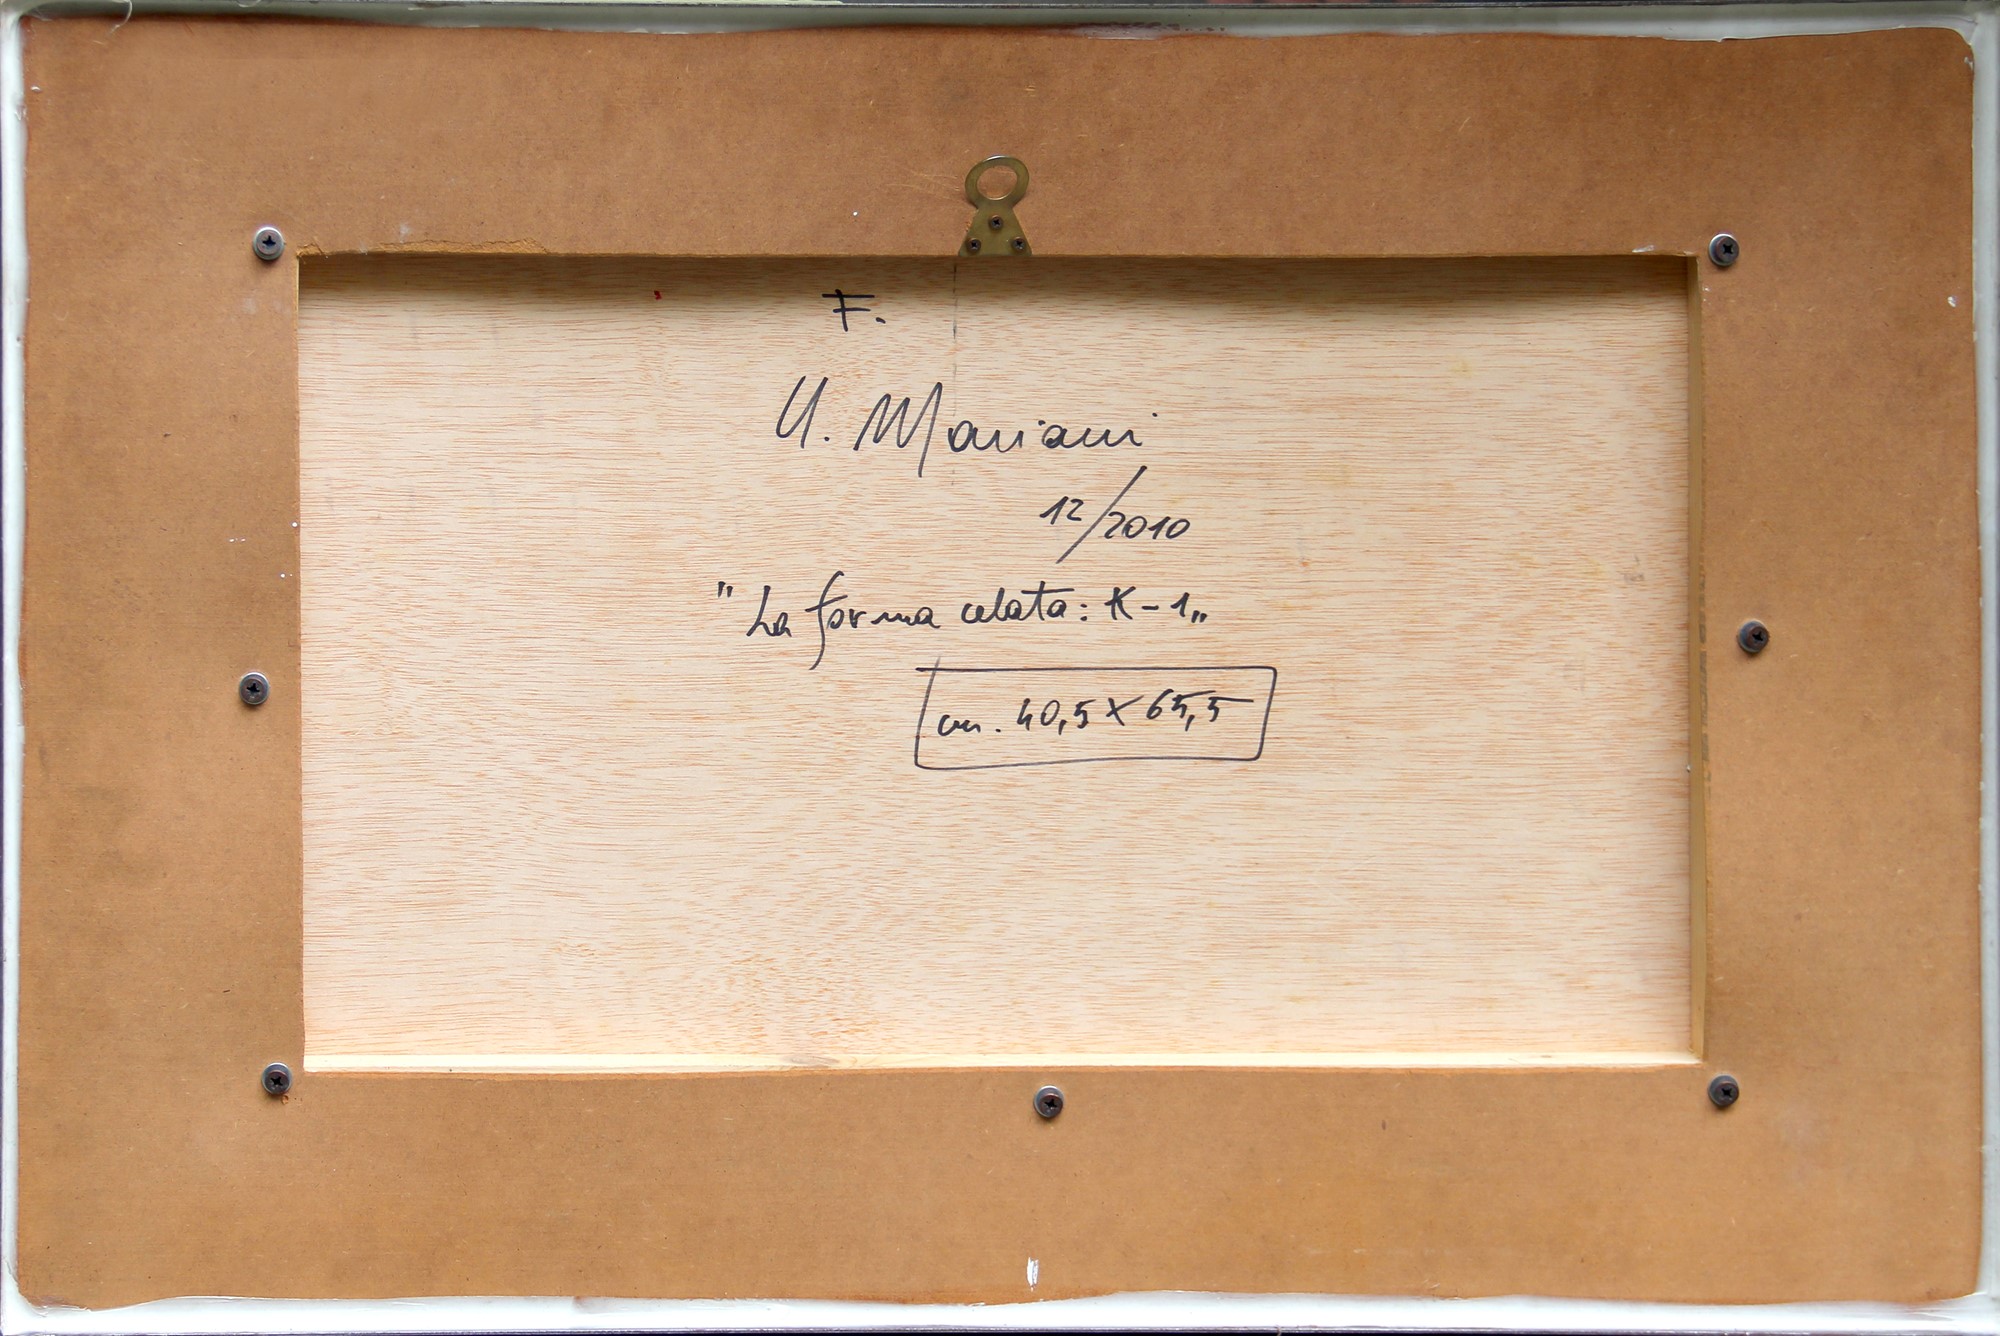 F.
U. Mariani
12/2010
"La forma celata: K-1„
cm. 40,5 x 65,5